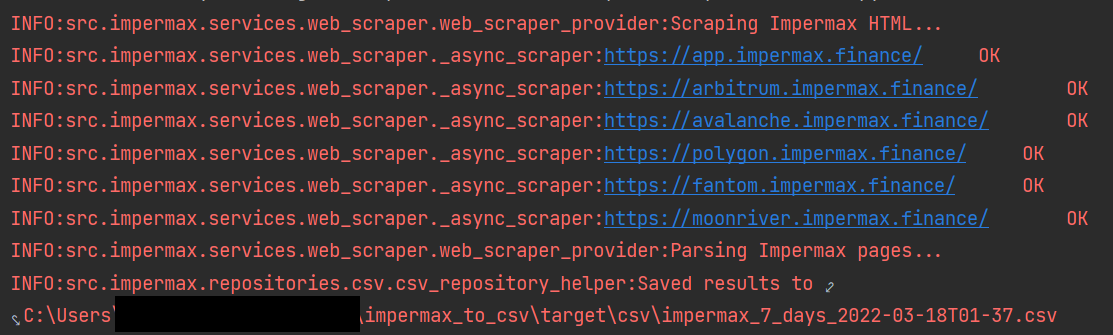 INFO:src.impermax.services.web_scraper.web_scraper_provider:Scraping Impermax HTML...
INFO:src.impermax.services.web_scraper._async_scraper:https://app.impermax.finance/ OK
INFO:src.impermax.services.web_scraper._async_scraper:https://arbitrum.impermax.finance/ OK
INFO:src.impermax.services.web_scraper._async_scraper:https://avalanche.impermax.finance/ OK
INFO:src.impermax.services.web_scraper._async_scraper:https://polygon.impermax.finance/ OK
INFO:src.impermax.services.web_scraper._async_scraper:https://fantom.impermax.finance/ OK
INFO:src.impermax.services.web_scraper._async_scraper:https://moonriver.impermax.finance/ OK
INFO:src.impermax.services.web_scraper.web_scraper_provider:Parsing Impermax pages...
INFO:src.impermax.repositories.csv.csv_repository_helper:Saved results to
C:\Users\ \impermax_to_csv\target\csv\impermax_7_days_2022-03-18T01-37.csv